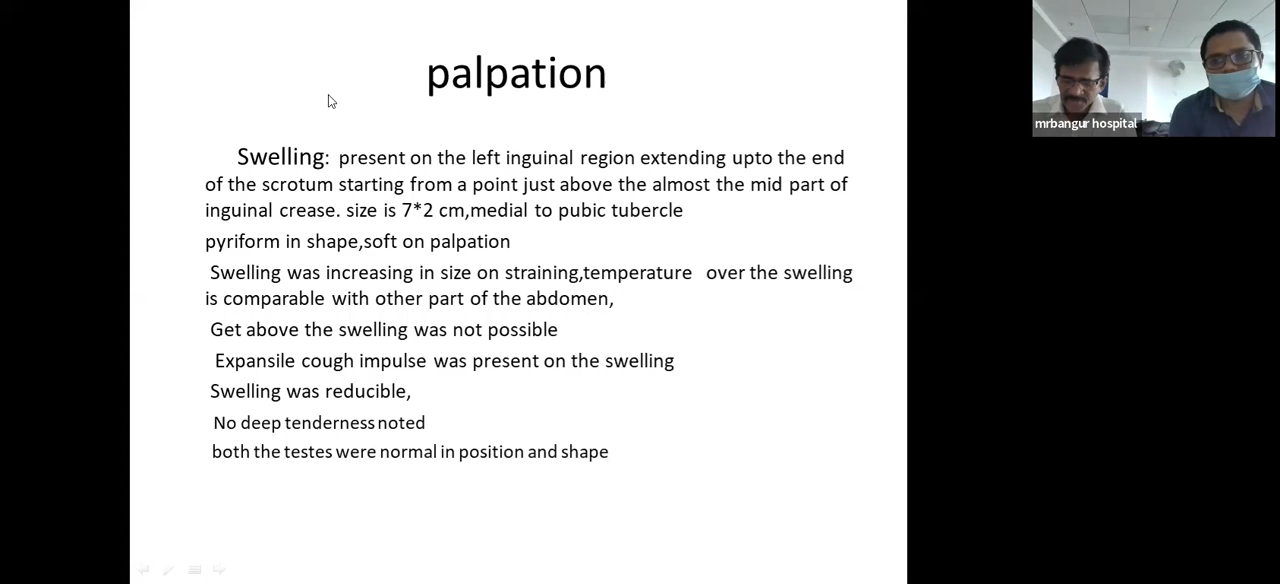 palpation
Swelling: present on the left inguinal region extending upto the end
of the scrotum starting from a point just above the almost the mid part of
inguinal crease. size is 7*2 cm,medial to pubic tubercle
pyriform in shape,soft on palpation
Swelling was increasing in size on straining,temperature over the swelling
is comparable with other part of the abdomen,
Get above the swelling was not possible
Expansile cough impulse was present on the swelling
Swelling was reducible,
No deep tenderness noted
both the testes were normal in position and shape
mrbangur hospital